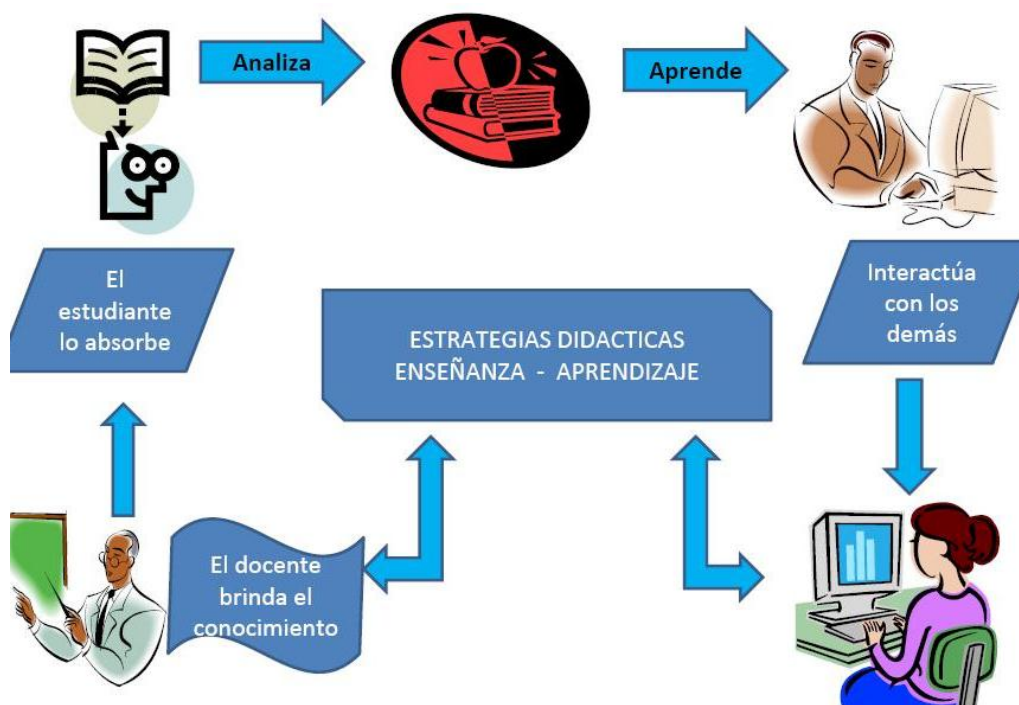 Analiza
Aprende
El
estudiante
lo absorbe
ESTRATEGIAS DIDACTICAS
ENSEÑANZA - APRENDIZAJE
Interactúa
con los
demás
El docente
brinda el
conocimiento